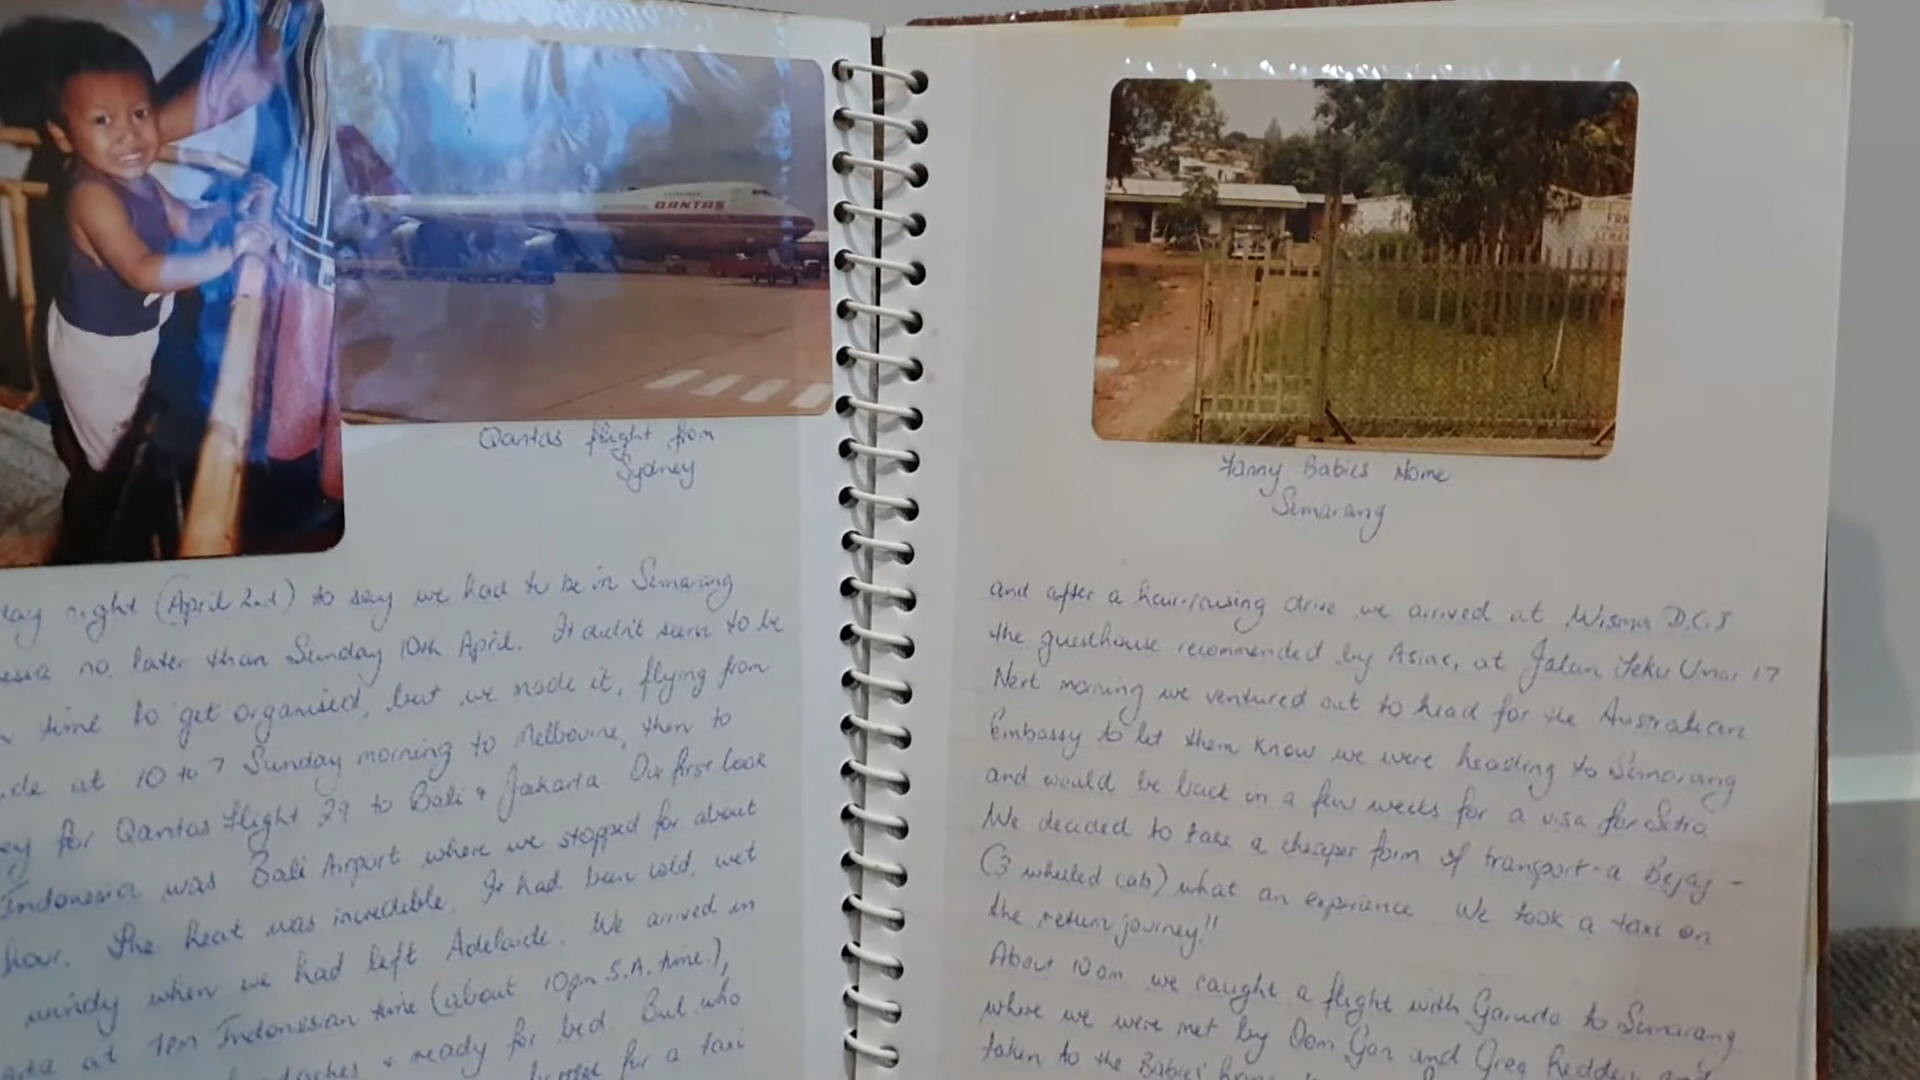 QANTAS
Qantas flight from
Sydney
day night (April 2nd) to say we had to be in Semarang
no later than Sunday 10th April. It didn't seem to be
time to get organised, but we made it, flying from
at 10 to 7 Sunday morning to Melbourne, then to
for Qantas flight 29 to Bali & Jakarta. Our first look
Indonesia was Bali Airport where we stopped for about
hour. The heat was incredible. It had been cold, wet
windy when we had left Adelaide. We arrived in
at 7pm Indonesian time (about 10pm S.A. time.),
& ready for bed. But who
for a taxi
Fanny Babies Home
Semarang
and after a hair-raising drive we arrived at Wisma D.G.I
the guesthouse recommended by Asiac, at Jalan Teku Umar 17
Next morning we ventured out to head for the Australian
Embassy to let them know we were heading to Semarang
and would be back in a few weeks for a visa for
We decided to take a cheaper form of transport - a Bejaj -
(3 wheeled cab) what an experience We took a taxi on
the return journey!!
About 10am we caught a flight with Garuda to Semarang
where we were met by Oom Gan and Greg and
taken to the Babies'